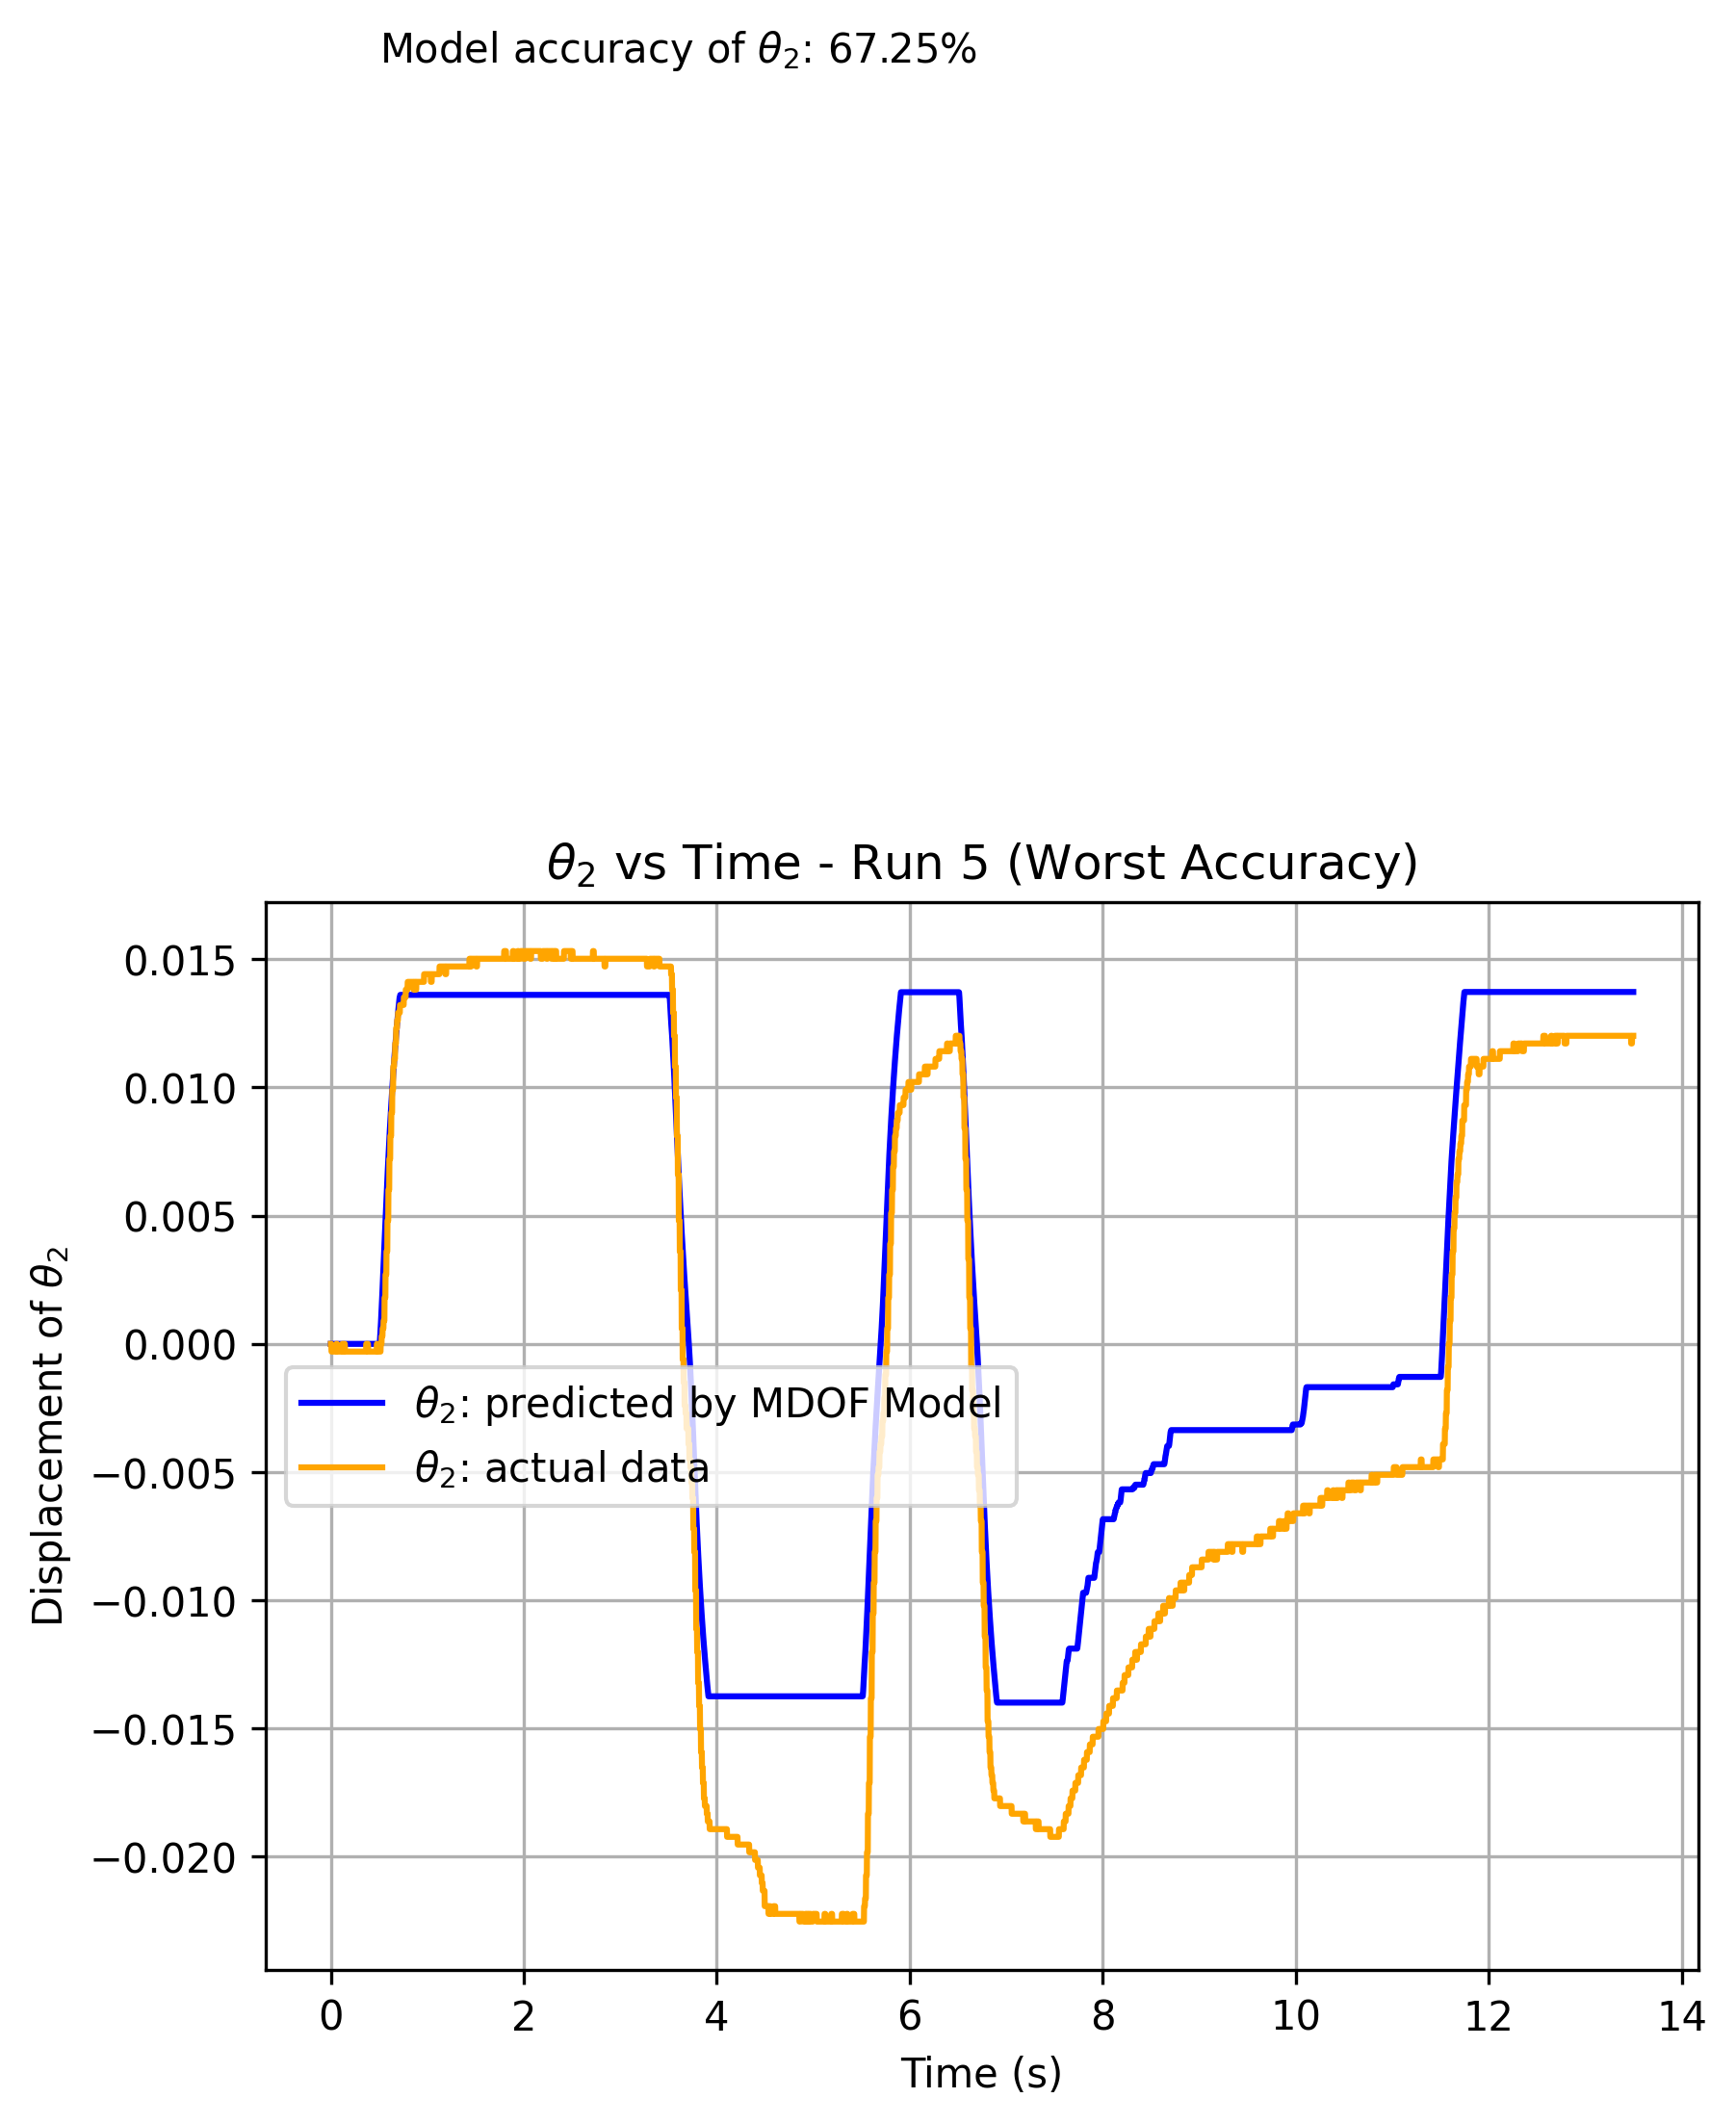 Model accuracy of θ₂: 67.25%
θ₂ vs Time - Run 5 (Worst Accuracy)
Displacement of θ₂
0.015
0.010
0.005
0.000
−0.005
−0.010
−0.015
−0.020
θ₂: predicted by MDOF Model
θ₂: actual data
0 2 4 6 8 10 12 14
Time (s)